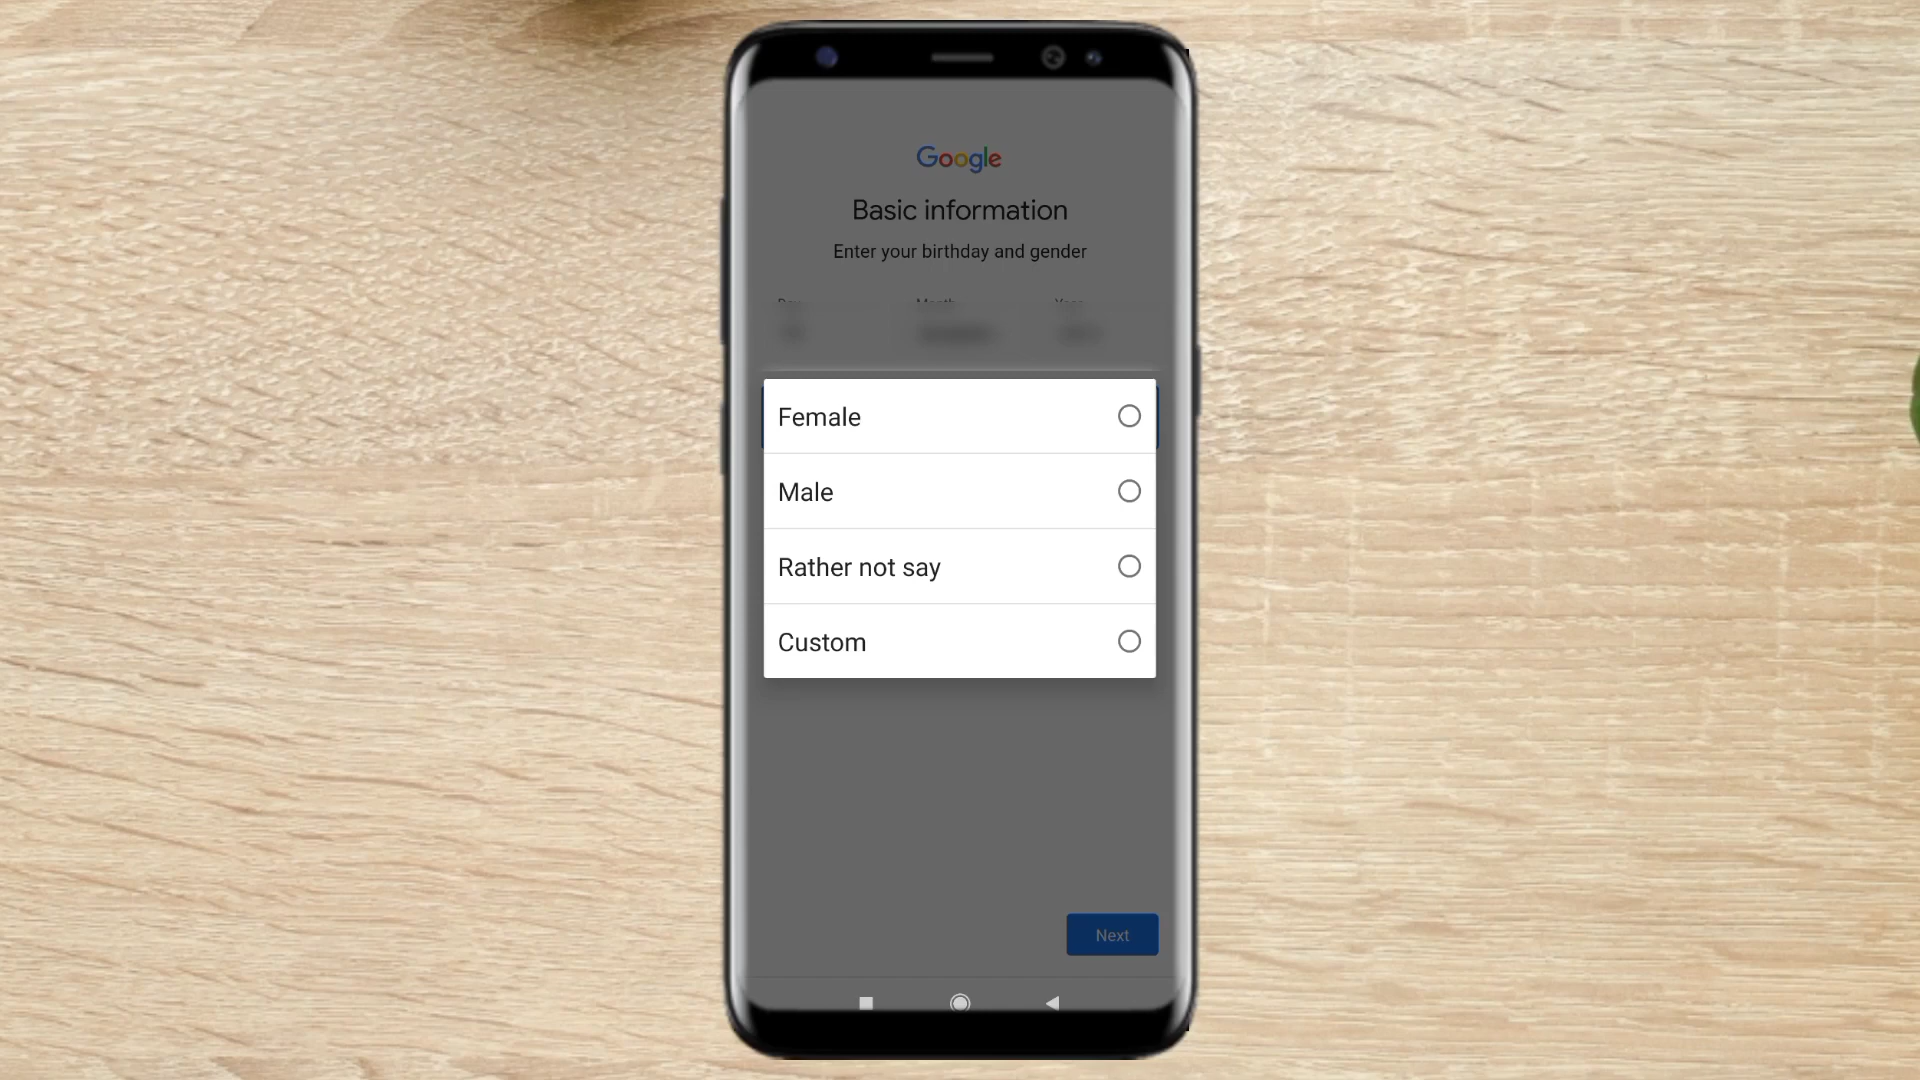 Google
Basic information
Enter your birthday and gender
Female
Male
Rather not say
Custom
Next